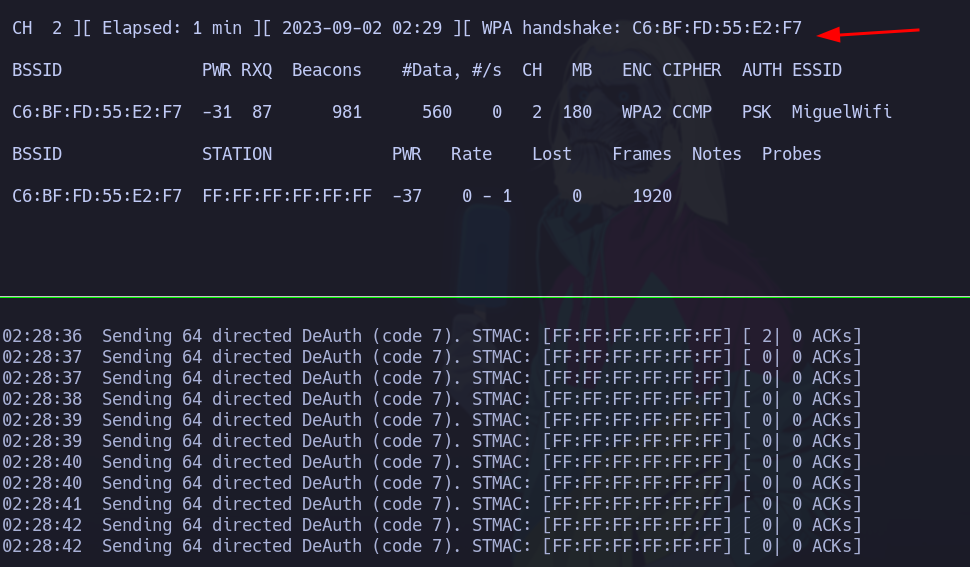 CH 2 ][ Elapsed: 1 min ][ 2023-09-02 02:29 ][ WPA handshake: C6:BF:FD:55:E2:F7
BSSID PWR RXQ Beacons #Data, #/s CH MB ENC CIPHER AUTH ESSID
C6:BF:FD:55:E2:F7 -31 87 981 560 0 2 180 WPA2 CCMP PSK MiguelWifi
BSSID STATION PWR Rate Lost Frames Notes Probes
C6:BF:FD:55:E2:F7 FF:FF:FF:FF:FF:FF -37 0 - 1 0 1920
02:28:36 Sending 64 directed DeAuth (code 7). STMAC: [FF:FF:FF:FF:FF:FF] [ 2| 0 ACKs]
02:28:37 Sending 64 directed DeAuth (code 7). STMAC: [FF:FF:FF:FF:FF:FF] [ 0| 0 ACKs]
02:28:37 Sending 64 directed DeAuth (code 7). STMAC: [FF:FF:FF:FF:FF:FF] [ 0| 0 ACKs]
02:28:38 Sending 64 directed DeAuth (code 7). STMAC: [FF:FF:FF:FF:FF:FF] [ 0| 0 ACKs]
02:28:39 Sending 64 directed DeAuth (code 7). STMAC: [FF:FF:FF:FF:FF:FF] [ 0| 0 ACKs]
02:28:39 Sending 64 directed DeAuth (code 7). STMAC: [FF:FF:FF:FF:FF:FF] [ 0| 0 ACKs]
02:28:40 Sending 64 directed DeAuth (code 7). STMAC: [FF:FF:FF:FF:FF:FF] [ 0| 0 ACKs]
02:28:40 Sending 64 directed DeAuth (code 7). STMAC: [FF:FF:FF:FF:FF:FF] [ 0| 0 ACKs]
02:28:41 Sending 64 directed DeAuth (code 7). STMAC: [FF:FF:FF:FF:FF:FF] [ 0| 0 ACKs]
02:28:42 Sending 64 directed DeAuth (code 7). STMAC: [FF:FF:FF:FF:FF:FF] [ 0| 0 ACKs]
02:28:42 Sending 64 directed DeAuth (code 7). STMAC: [FF:FF:FF:FF:FF:FF] [ 0| 0 ACKs]